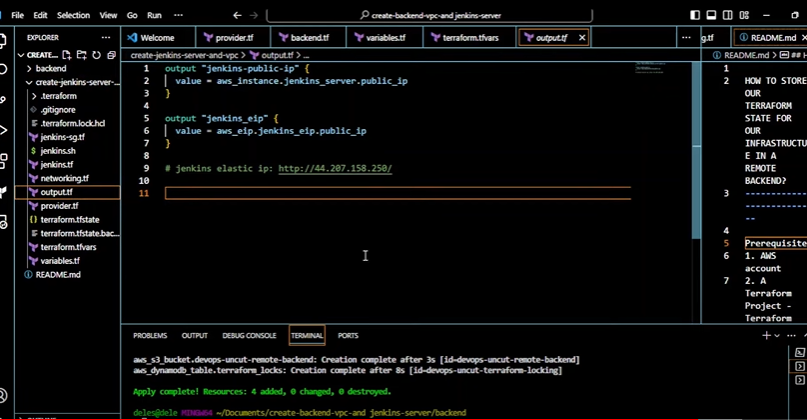 File Edit Selection View Go Run ···
create-backend-vpc-and jenkins-server
EXPLORER ···
CREATE...
backend
create-jenkins-server-...
.terraform
.gitignore
.terraform.lock.hcl
jenkins-sg.tf
jenkins.sh
jenkins.tf
networking.tf
output.tf
provider.tf
terraform.tfstate
terraform.tfstate.bac...
terraform.tfvars
variables.tf
README.md
Welcome provider.tf backend.tf variables.tf terraform.tfvars output.tf ···
create-jenkins-server-and-vpc > output.tf > ...
1 output "jenkins-public-ip" {
2 value = aws_instance.jenkins_server.public_ip
3 }
4
5 output "jenkins_eip" {
6 value = aws_eip.jenkins_eip.public_ip
7 }
8
9 # jenkins elastic ip: http://44.207.158.250/
10
11
g.tf README.md
README.md > ## H
1
2 HOW TO STORE
OUR
TERRAFORM
STATE FOR
OUR
INFRASTRUCTUR
E IN A
REMOTE
BACKEND?
3 -------------
-------------
--
4
5 Prerequisite
6 1. AWS
account
7 2. A
Terraform
Project -
Terraform
PROBLEMS OUTPUT DEBUG CONSOLE TERMINAL PORTS
aws_s3_bucket.devops-uncut-remote-backend: Creation complete after 3s [id=devops-uncut-remote-backend]
aws_dynamodb_table.terraform_locks: Creation complete after 8s [id=devops-uncut-terraform-locking]
Apply complete! Resources: 4 added, 0 changed, 0 destroyed.
deles@dele MINGW64 ~/Documents/create-backend-vpc-and jenkins-server/backend